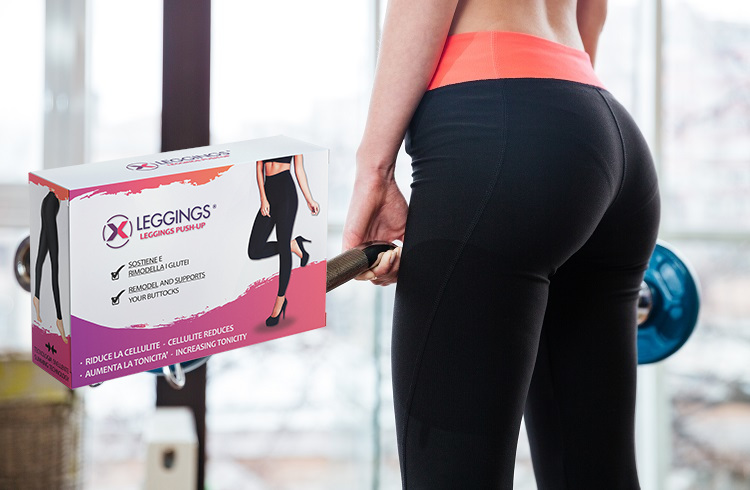 X LEGGINGS
X LEGGINGS®
LEGGINGS PUSH-UP
SOSTIENE E
RIMODELLA I GLUTEI
REMODEL AND SUPPORTS
YOUR BUTTOCKS
• RIDUCE LA CELLULITE - CELLULITE REDUCES
• AUMENTA LA TONICITA' - INCREASING TONICITY